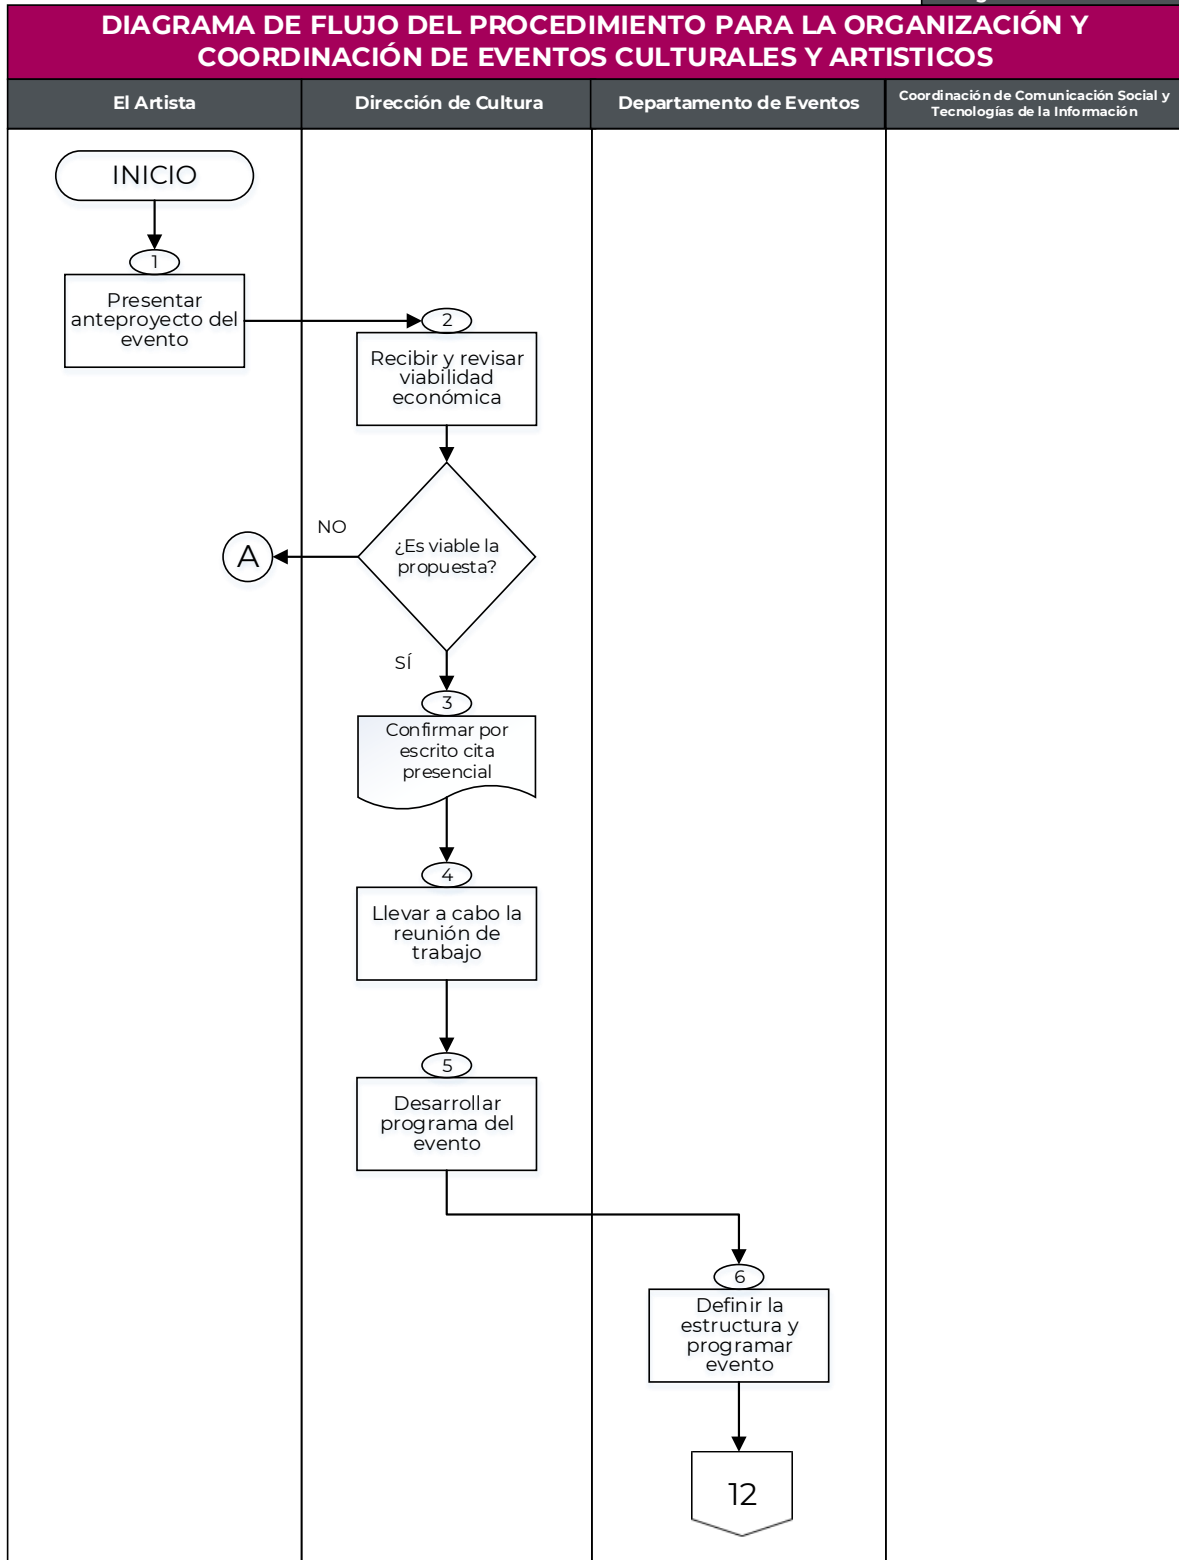 DIAGRAMA DE FLUJO DEL PROCEDIMIENTO PARA LA ORGANIZACIÓN Y
COORDINACIÓN DE EVENTOS CULTURALES Y ARTISTICOS
El Artista
Dirección de Cultura
Departamento de Eventos
Coordinación de Comunicación Social y
Tecnologías de la Información
INICIO
1
Presentar
anteproyecto del
evento
2
Recibir y revisar
viabilidad
económica
¿Es viable la
propuesta?
NO
A
SÍ
3
Confirmar por
escrito cita
presencial
4
Llevar a cabo la
reunión de
trabajo
5
Desarrollar
programa del
evento
6
Definir la
estructura y
programar
evento
12